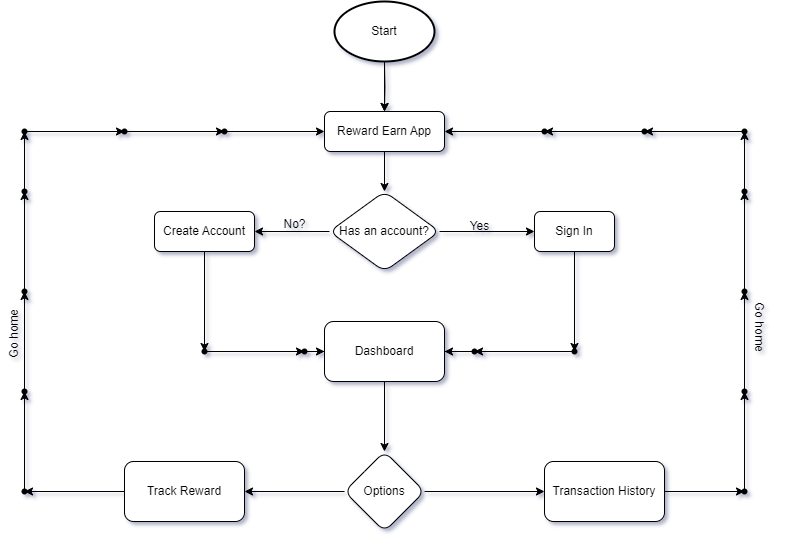 Start
Reward Earn App
No?
Has an account?
Yes
Create Account
Sign In
Go home
Go home
Dashboard
Track Reward
Options
Transaction History